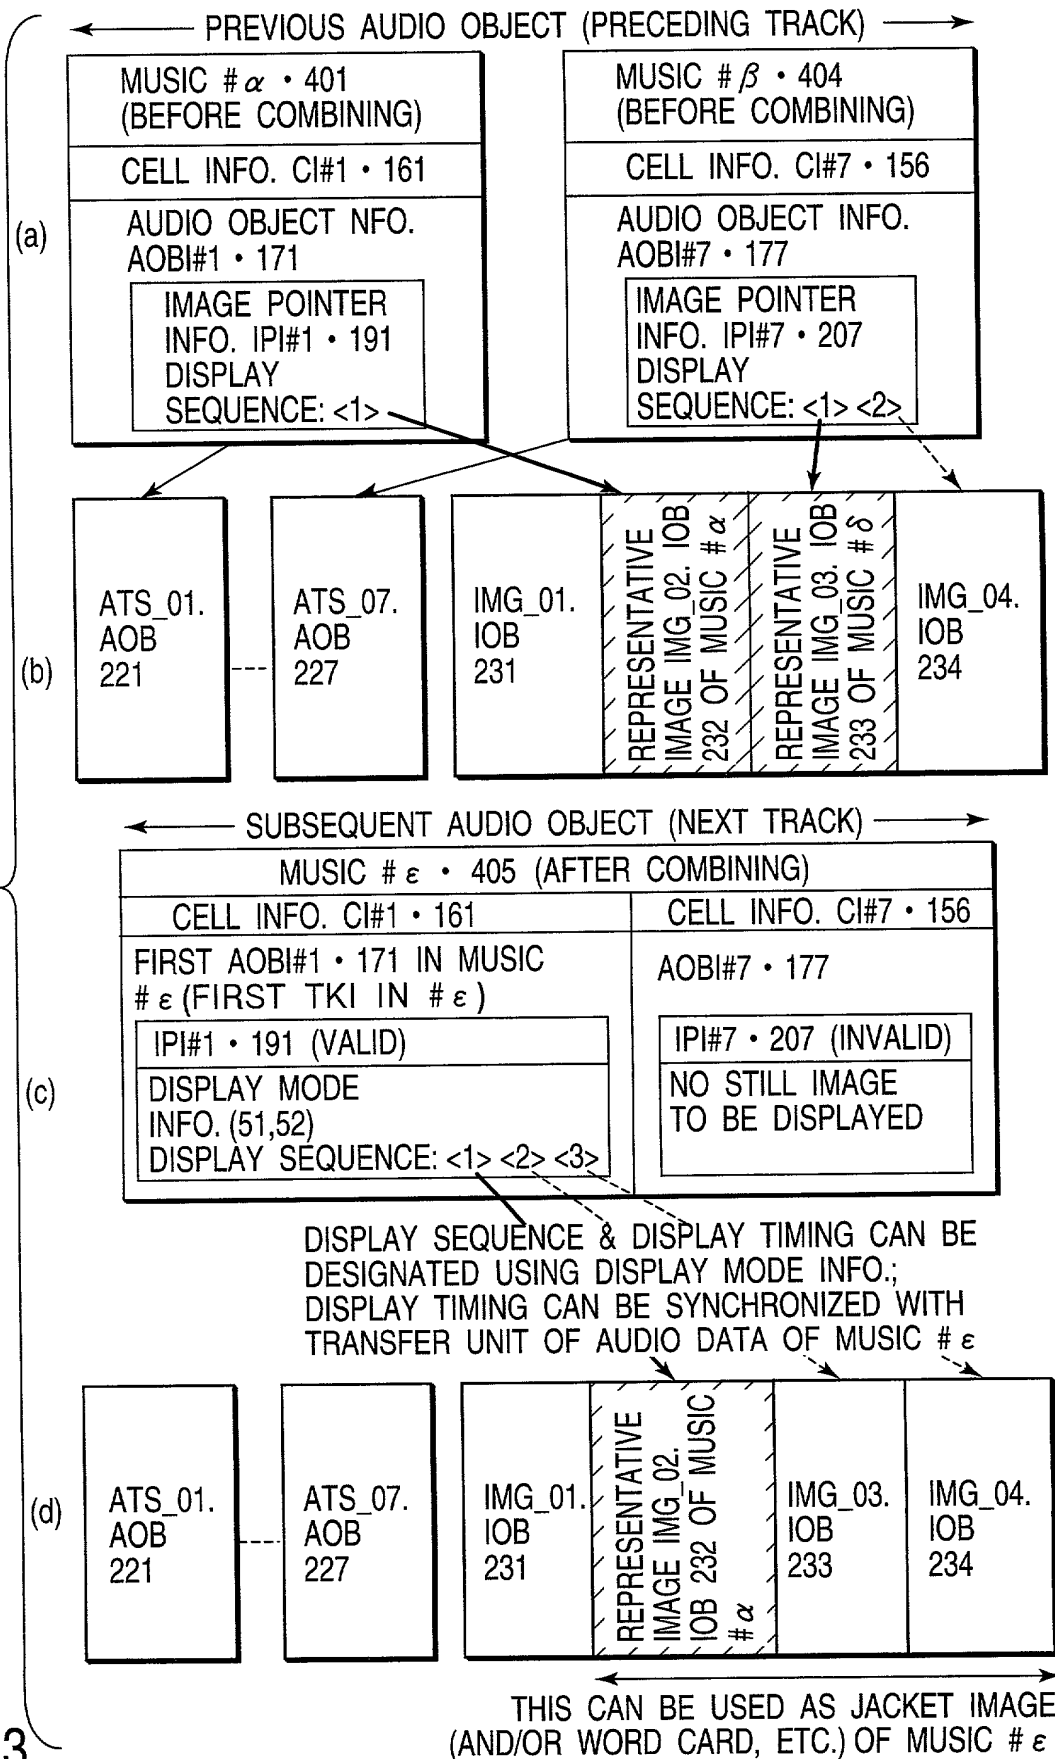 PREVIOUS AUDIO OBJECT (PRECEDING TRACK)
(a)
MUSIC #α • 401
(BEFORE COMBINING)
CELL INFO. CI#1 • 161
AUDIO OBJECT NFO.
AOBI#1 • 171
IMAGE POINTER
INFO. IPI#1 • 191
DISPLAY
SEQUENCE: <1>
MUSIC #β • 404
(BEFORE COMBINING)
CELL INFO. CI#7 • 156
AUDIO OBJECT INFO.
AOBI#7 • 177
IMAGE POINTER
INFO. IPI#7 • 207
DISPLAY
SEQUENCE: <1> <2>
(b)
ATS_01.
AOB
221
ATS_07.
AOB
227
IMG_01.
IOB
231
REPRESENTATIVE
IMAGE IMG_02. IOB
232 OF MUSIC #α
REPRESENTATIVE
IMAGE IMG_03. IOB
233 OF MUSIC #δ
IMG_04.
IOB
234
SUBSEQUENT AUDIO OBJECT (NEXT TRACK)
(c)
MUSIC #ε • 405 (AFTER COMBINING)
CELL INFO. CI#1 • 161
FIRST AOBI#1 • 171 IN MUSIC
#ε (FIRST TKI IN #ε)
IPI#1 • 191 (VALID)
DISPLAY MODE
INFO. (51,52)
DISPLAY SEQUENCE: <1> <2> <3>
CELL INFO. CI#7 • 156
AOBI#7 • 177
IPI#7 • 207 (INVALID)
NO STILL IMAGE
TO BE DISPLAYED
DISPLAY SEQUENCE & DISPLAY TIMING CAN BE
DESIGNATED USING DISPLAY MODE INFO.;
DISPLAY TIMING CAN BE SYNCHRONIZED WITH
TRANSFER UNIT OF AUDIO DATA OF MUSIC #ε
(d)
ATS_01.
AOB
221
ATS_07.
AOB
227
IMG_01.
IOB
231
REPRESENTATIVE
IMAGE IMG_02.
IOB 232 OF MUSIC
#α
IMG_03.
IOB
233
IMG_04.
IOB
234
THIS CAN BE USED AS JACKET IMAGE
(AND/OR WORD CARD, ETC.) OF MUSIC #ε
3